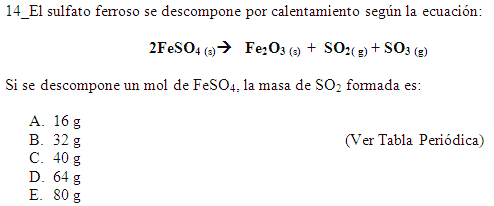 14_El sulfato ferroso se descompone por calentamiento según la ecuación:
2FeSO₄ (s)→ Fe₂O₃ (s) + SO₂( g) + SO₃ (g)
Si se descompone un mol de FeSO₄, la masa de SO₂ formada es:
A. 16 g
B. 32 g (Ver Tabla Periódica)
C. 40 g
D. 64 g
E. 80 g